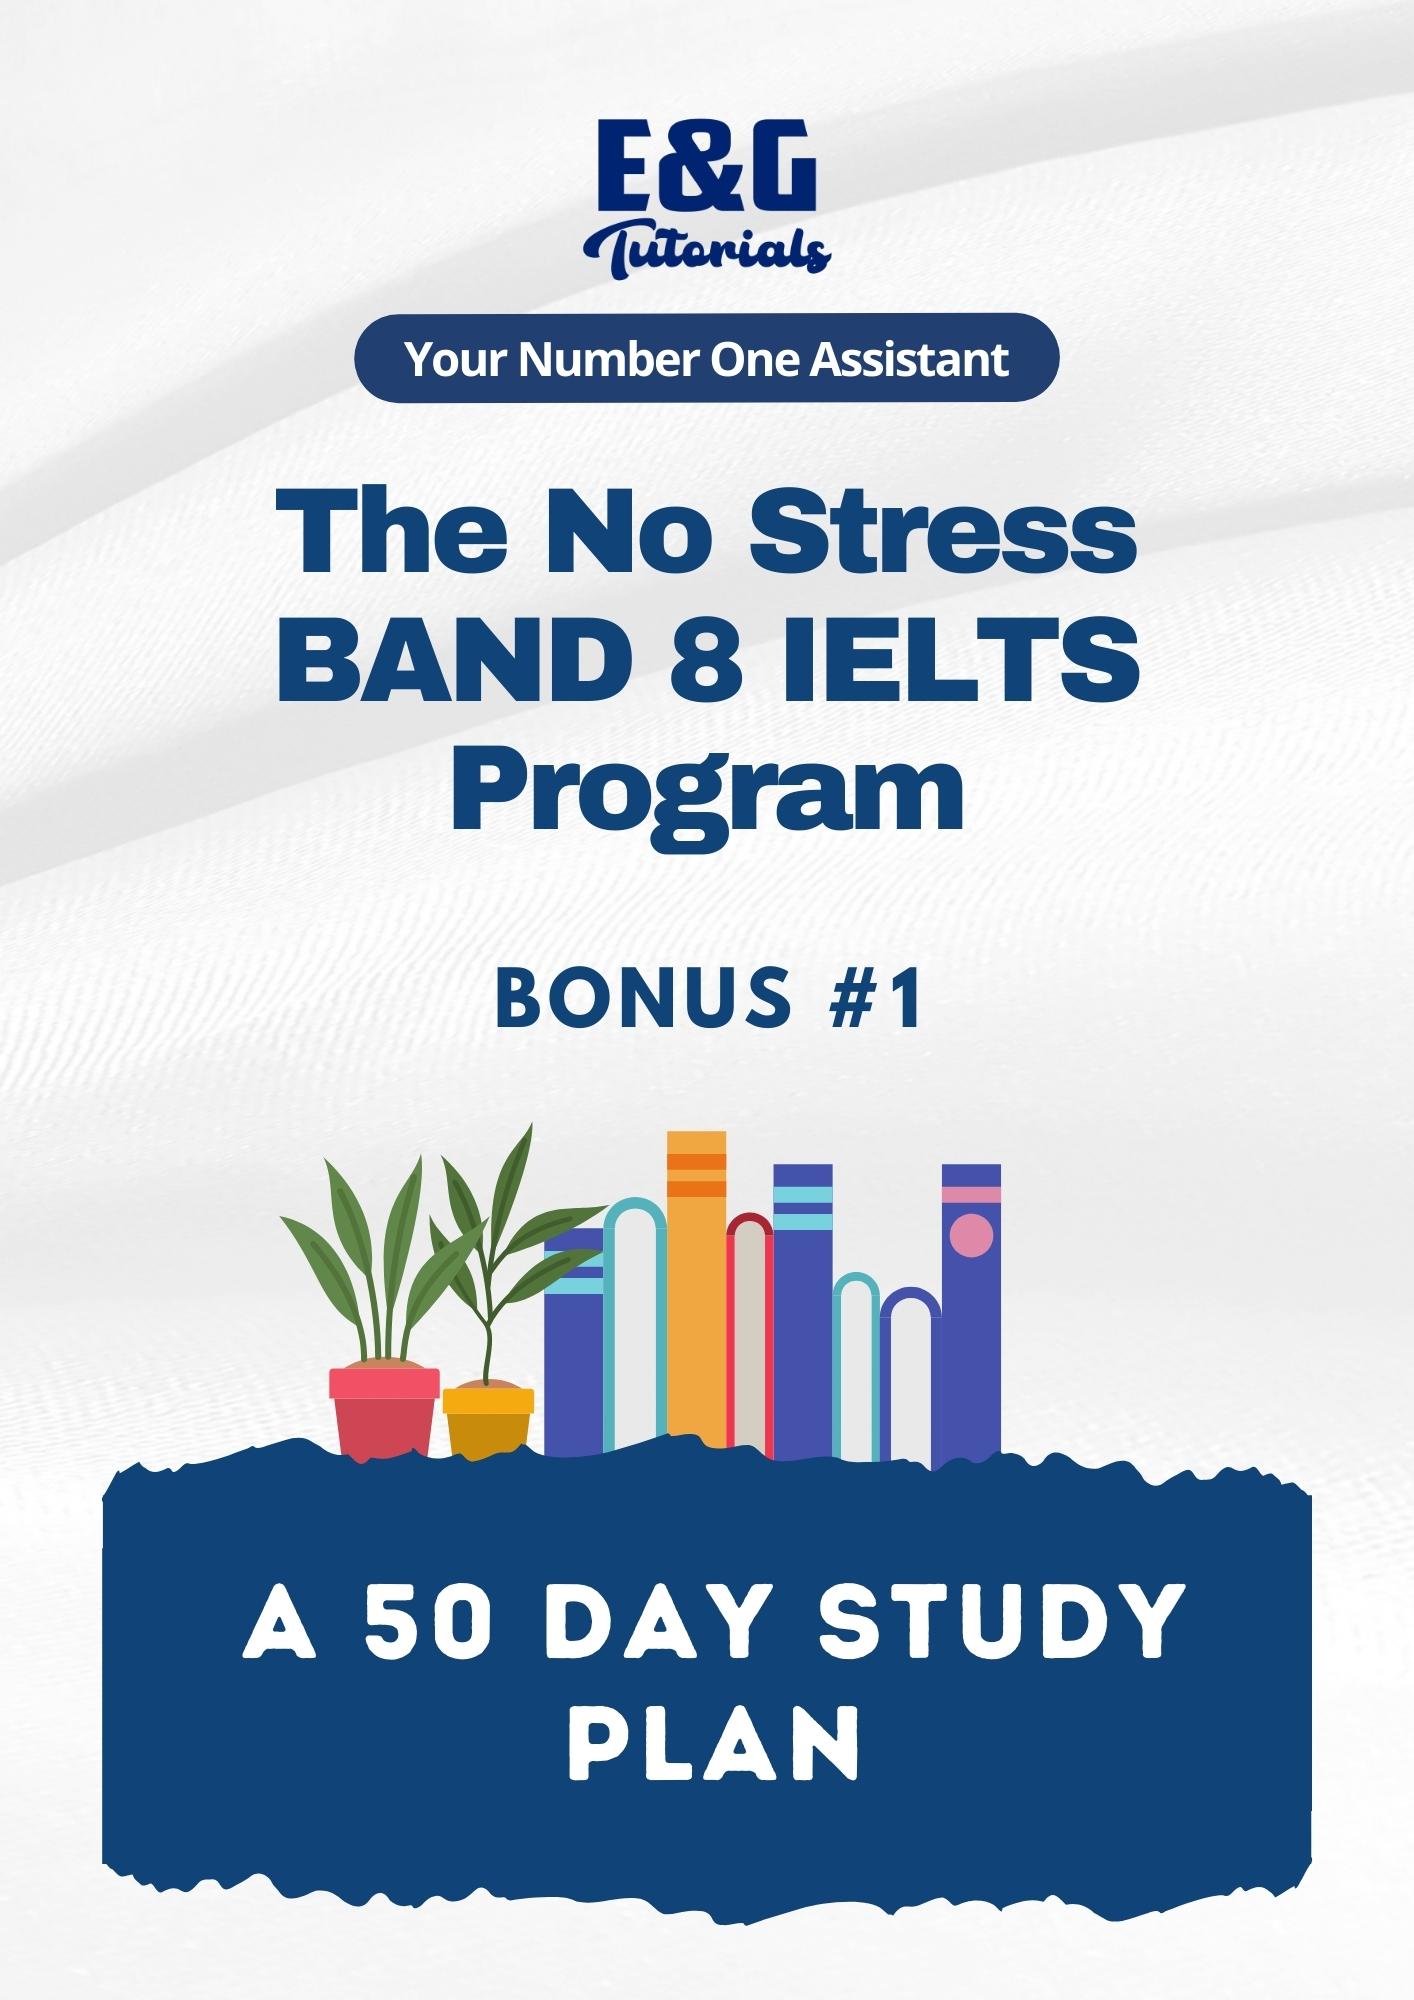 E&G
Tutorials
Your Number One Assistant
The No Stress
BAND 8 IELTS
Program
BONUS #1
A 50 DAY STUDY
PLAN